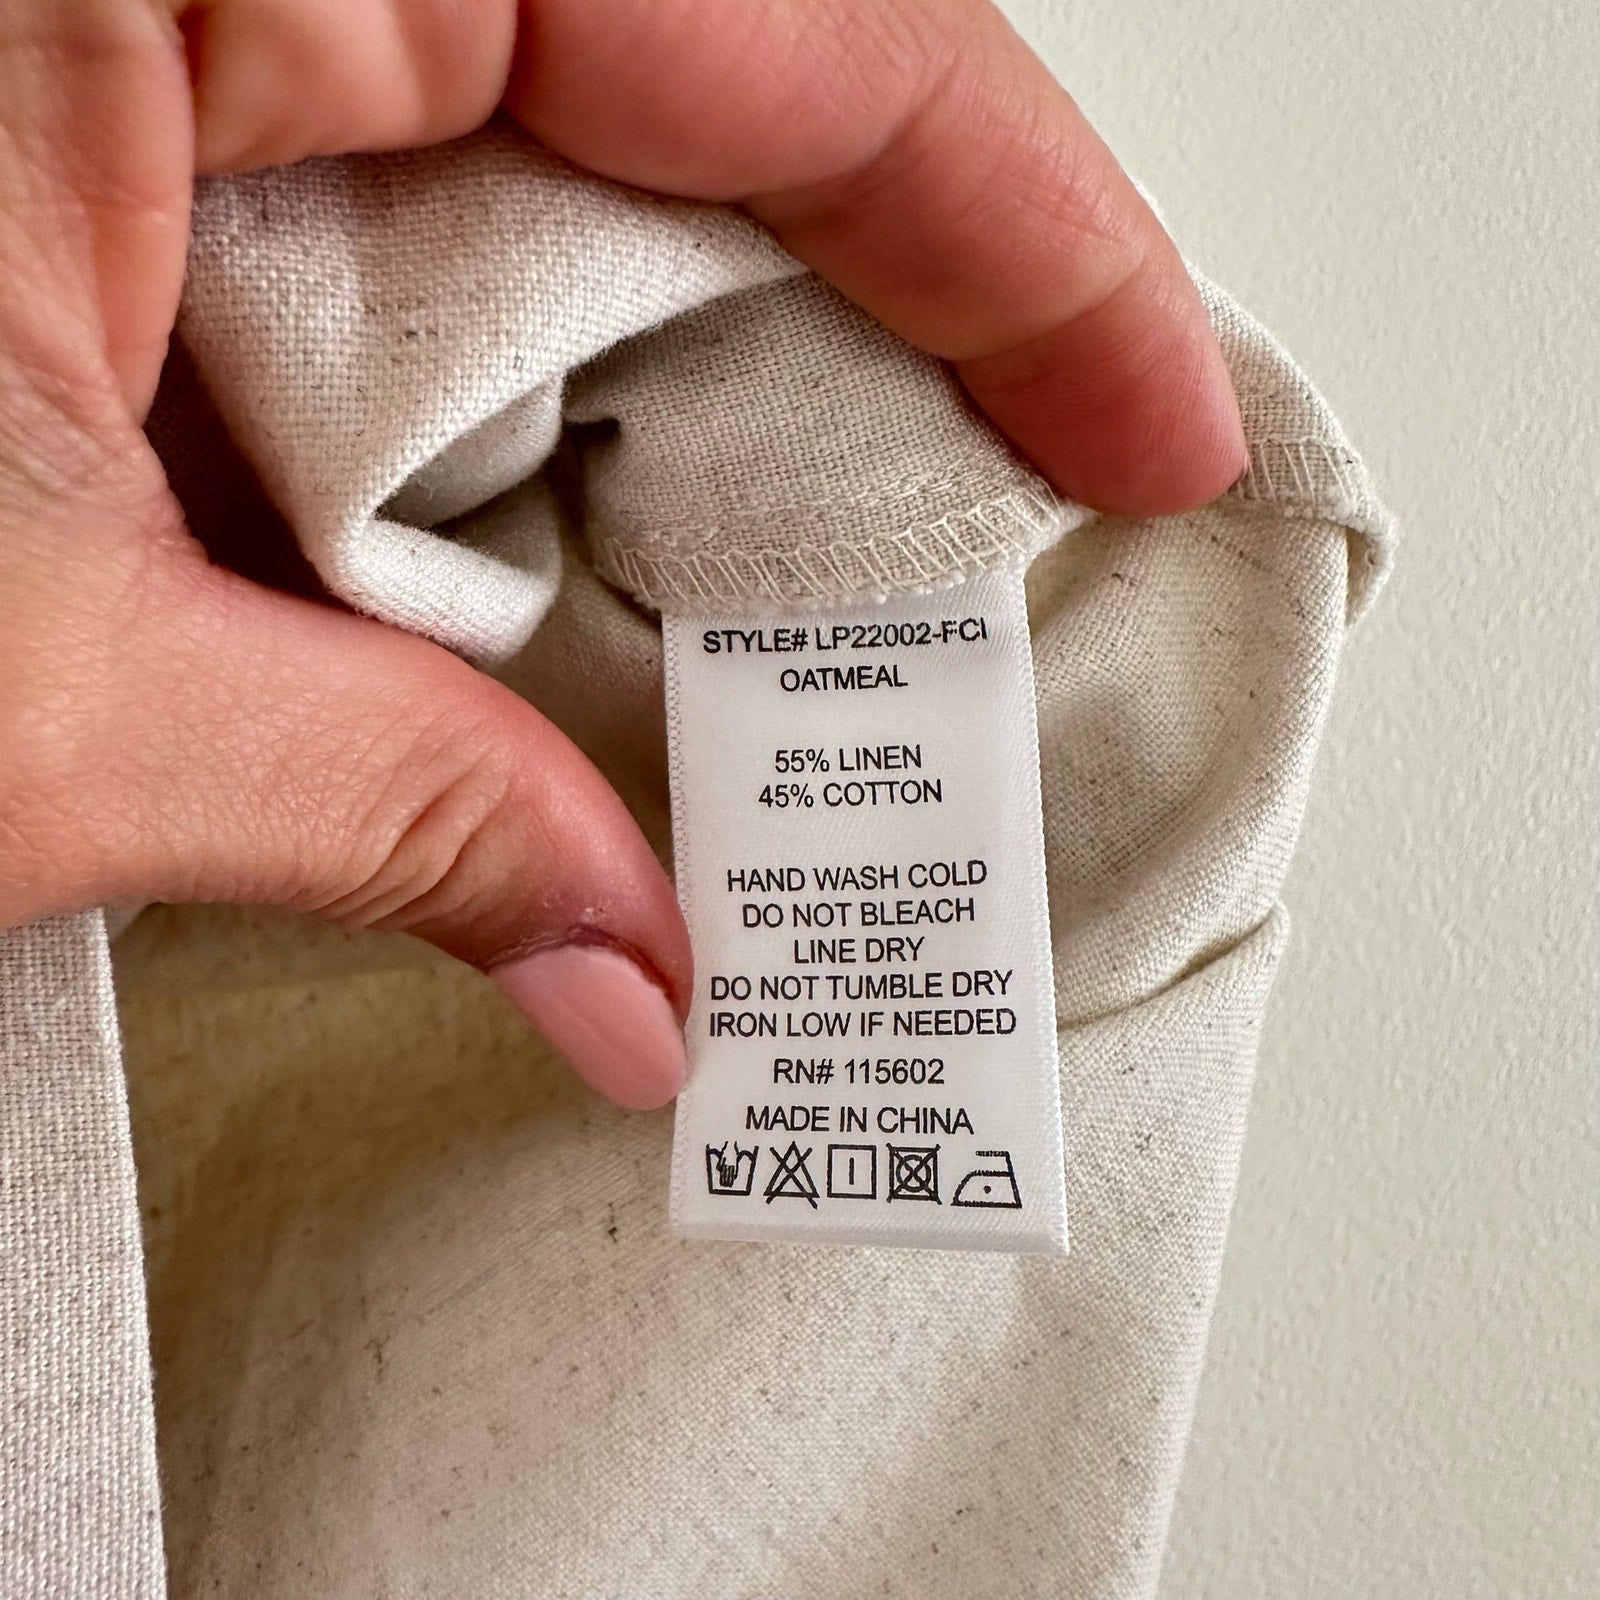 STYLE# LP22002-FCI
OATMEAL
55% LINEN
45% COTTON
HAND WASH COLD
DO NOT BLEACH
LINE DRY
DO NOT TUMBLE DRY
IRON LOW IF NEEDED
RN# 115602
MADE IN CHINA